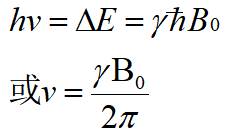 hν = ΔE = γħB₀
或ν = γB₀ / 2π